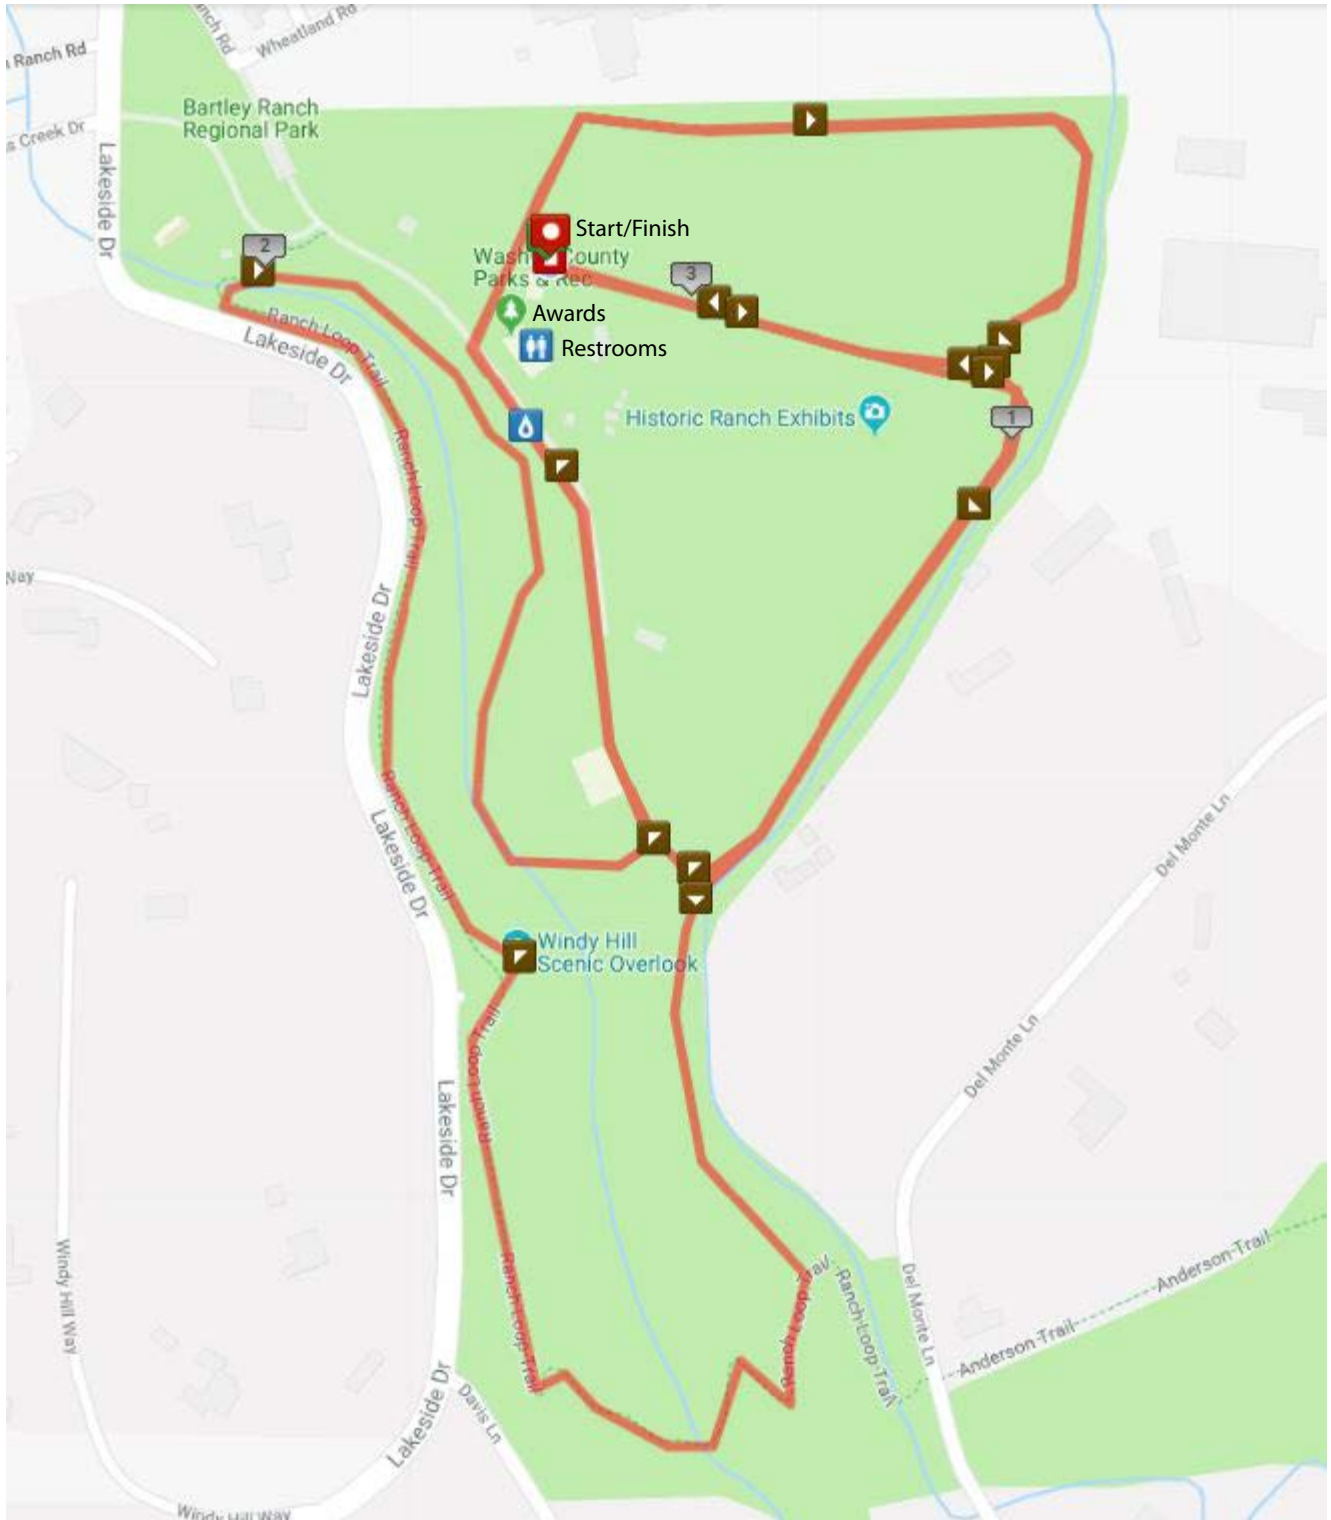 Wheatland Rd
Ranch Rd
Bartley Ranch
Regional Park
Creek Dr
Lakeside Dr
Start/Finish
2
County
Parks & Rec
3
Awards
Ranch Loop Trail
Lakeside Dr
Restrooms
Historic Ranch Exhibits
1
Ranch Loop Trail
Lakeside Dr
Ranch Loop Trail
Lakeside Dr
Del Monte Ln
Windy Hill
Scenic Overlook
Ranch Loop Trail
Del Monte Ln
Lakeside Dr
Windy Hill Way
Ranch Loop Trail
Ranch Loop Trail
Ranch Loop Trail
Del Monte Ln
Anderson Trail
Anderson Trail
Lakeside Dr
Davis Ln
Windy Hill Way